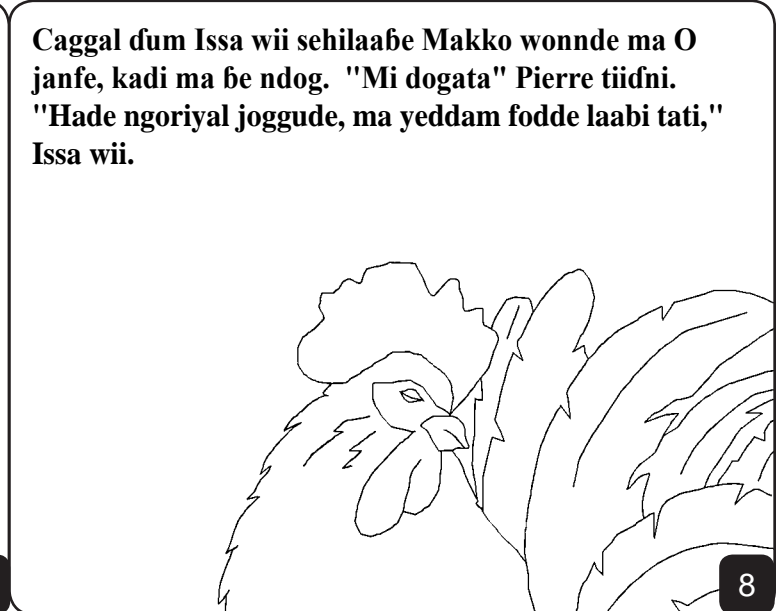 Caggal ɗum Issa wii sehilaaɓe Makko wonnde ma O
janfe, kadi ma ɓe ndog.  "Mi dogata" Pierre tiiɗni.
"Hade ngoriyal joggude, ma yeddam fodde laabi tati,"
Issa wii.
8